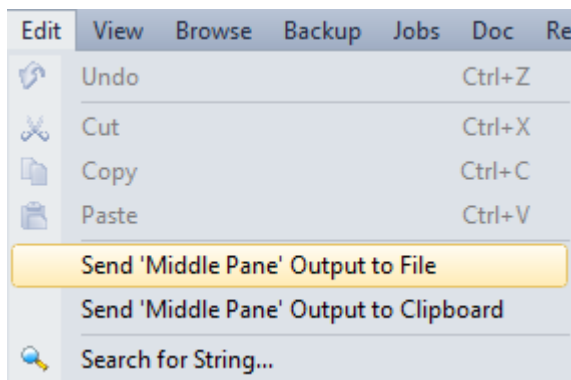 Edit View Browse Backup Jobs Doc Re
Undo Ctrl+Z
Cut Ctrl+X
Copy Ctrl+C
Paste Ctrl+V
Send 'Middle Pane' Output to File
Send 'Middle Pane' Output to Clipboard
Search for String...